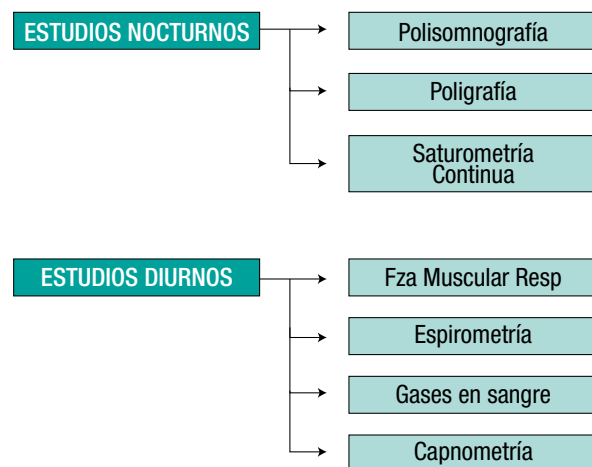 ESTUDIOS NOCTURNOS
Polisomnografía
Poligrafía
Saturometría
Continua
ESTUDIOS DIURNOS
Fza Muscular Resp
Espirometría
Gases en sangre
Capnometría